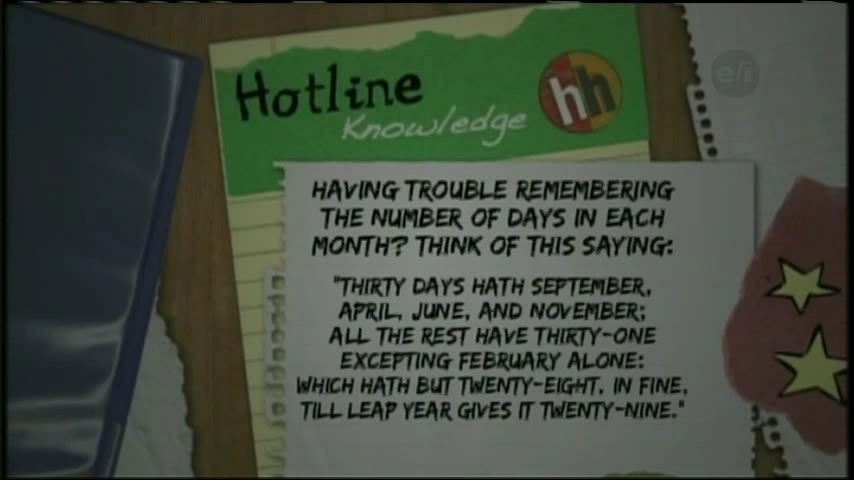 Hotline
Knowledge
hh
e/i
HAVING TROUBLE REMEMBERING
THE NUMBER OF DAYS IN EACH
MONTH? THINK OF THIS SAYING:
"THIRTY DAYS HATH SEPTEMBER,
APRIL, JUNE, AND NOVEMBER;
ALL THE REST HAVE THIRTY-ONE
EXCEPTING FEBRUARY ALONE:
WHICH HATH BUT TWENTY-EIGHT, IN FINE,
TILL LEAP YEAR GIVES IT TWENTY-NINE."